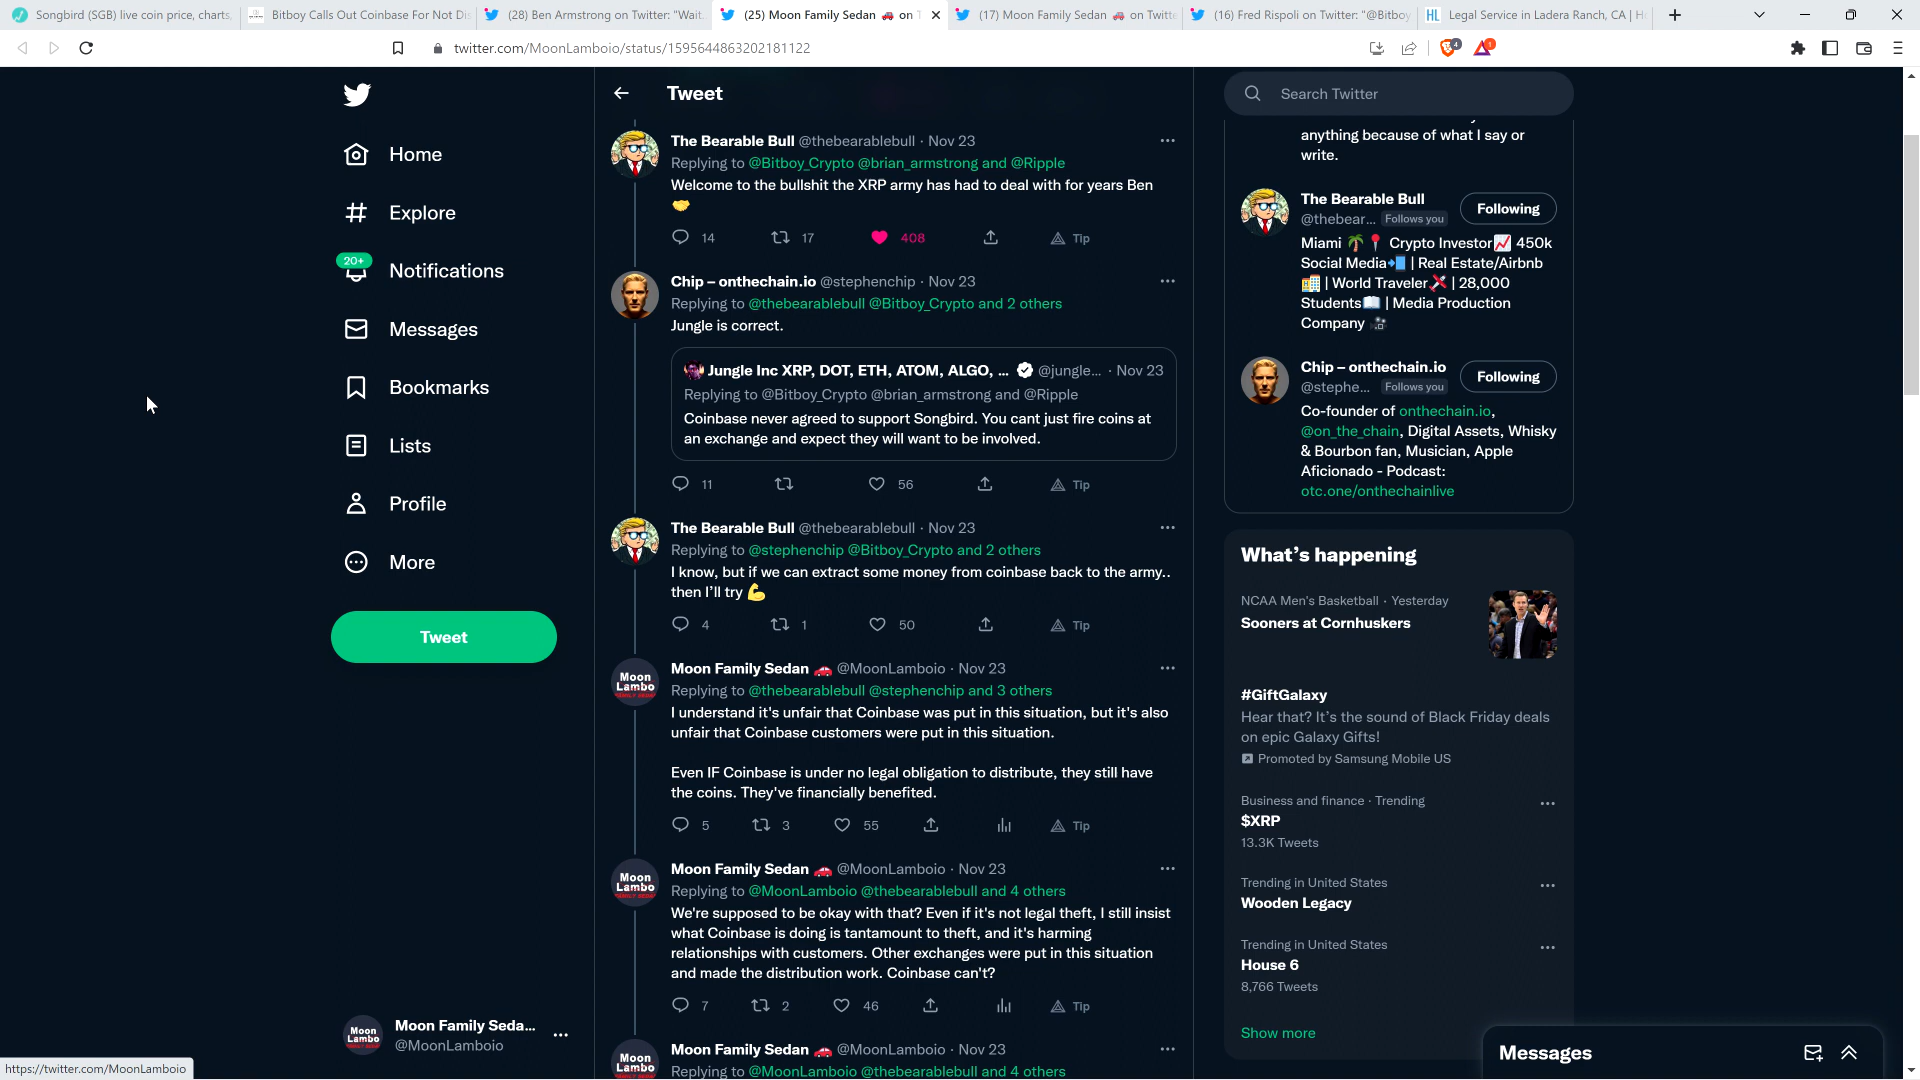 Songbird (SGB) live coin price, charts,
Bitboy Calls Out Coinbase For Not Dis
(28) Ben Armstrong on Twitter: "Wait
(25) Moon Family Sedan 🚗 on T
(17) Moon Family Sedan 🚗 on Twitte
(16) Fred Rispoli on Twitter: "@Bitboy
HL Legal Service in Ladera Ranch, CA | H
twitter.com/MoonLamboio/status/1595644863202181122
4
1
Home
Explore
20+
Notifications
Messages
Bookmarks
Lists
Profile
More
Tweet
Moon Lambo
Moon Family Seda...
@MoonLamboio
https://twitter.com/MoonLamboio
Tweet
The Bearable Bull @thebearablebull · Nov 23
Replying to @Bitboy_Crypto @brian_armstrong and @Ripple
Welcome to the bullshit the XRP army has had to deal with for years Ben
🤝
14 17 408 Tip
Chip – onthechain.io @stephenchip · Nov 23
Replying to @thebearablebull @Bitboy_Crypto and 2 others
Jungle is correct.
Jungle Inc XRP, DOT, ETH, ATOM, ALGO, ... @jungle... · Nov 23
Replying to @Bitboy_Crypto @brian_armstrong and @Ripple
Coinbase never agreed to support Songbird. You cant just fire coins at
an exchange and expect they will want to be involved.
11 56 Tip
The Bearable Bull @thebearablebull · Nov 23
Replying to @stephenchip @Bitboy_Crypto and 2 others
I know, but if we can extract some money from coinbase back to the army..
then I’ll try 💪
4 1 50 Tip
Moon Lambo
Moon Family Sedan 🚗 @MoonLamboio · Nov 23
Replying to @thebearablebull @stephenchip and 3 others
I understand it's unfair that Coinbase was put in this situation, but it's also
unfair that Coinbase customers were put in this situation.
Even IF Coinbase is under no legal obligation to distribute, they still have
the coins. They've financially benefited.
5 3 55 Tip
Moon Lambo
Moon Family Sedan 🚗 @MoonLamboio · Nov 23
Replying to @MoonLamboio @thebearablebull and 4 others
We're supposed to be okay with that? Even if it's not legal theft, I still insist
what Coinbase is doing is tantamount to theft, and it's harming
relationships with customers. Other exchanges were put in this situation
and made the distribution work. Coinbase can't?
7 2 46 Tip
Moon Lambo
Moon Family Sedan 🚗 @MoonLamboio · Nov 23
Replying to @MoonLamboio @thebearablebull and 4 others
Search Twitter
anything because of what I say or
write.
The Bearable Bull
@thebear... Follows you
Following
Miami 🌴📍 Crypto Investor📈 450k
Social Media📲 | Real Estate/Airbnb
🏨 | World Traveler✈️ | 28,000
Students📖 | Media Production
Company 🎥
Chip – onthechain.io
@stephe... Follows you
Following
Co-founder of onthechain.io,
@on_the_chain, Digital Assets, Whisky
& Bourbon fan, Musician, Apple
Aficionado - Podcast:
otc.one/onthechainlive
What’s happening
NCAA Men's Basketball · Yesterday
Sooners at Cornhuskers
#GiftGalaxy
Hear that? It’s the sound of Black Friday deals
on epic Galaxy Gifts!
Promoted by Samsung Mobile US
Business and finance · Trending
$XRP
13.3K Tweets
Trending in United States
Wooden Legacy
Trending in United States
House 6
8,766 Tweets
Show more
Messages